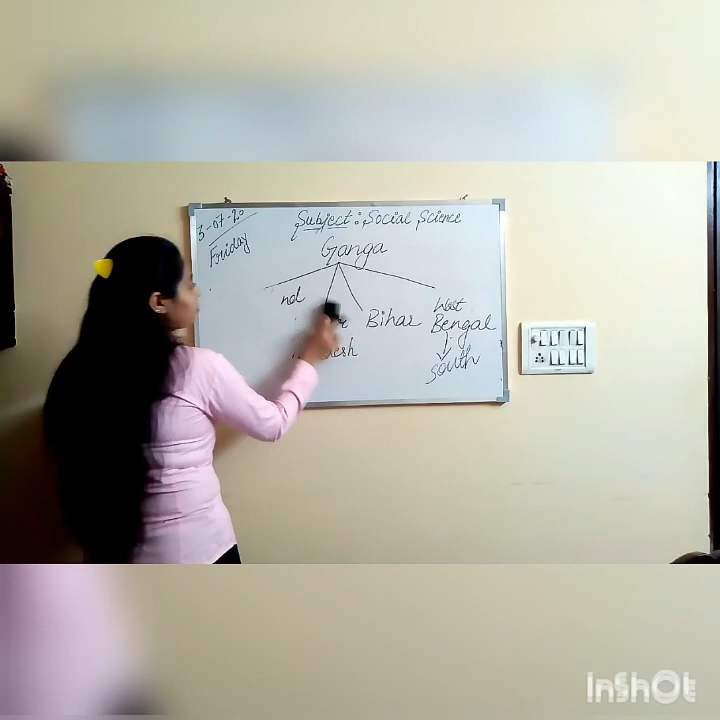 3-07-20
Friday
Subject : Social Science
Ganga
Bihar
West
Bengal
South
InShOt